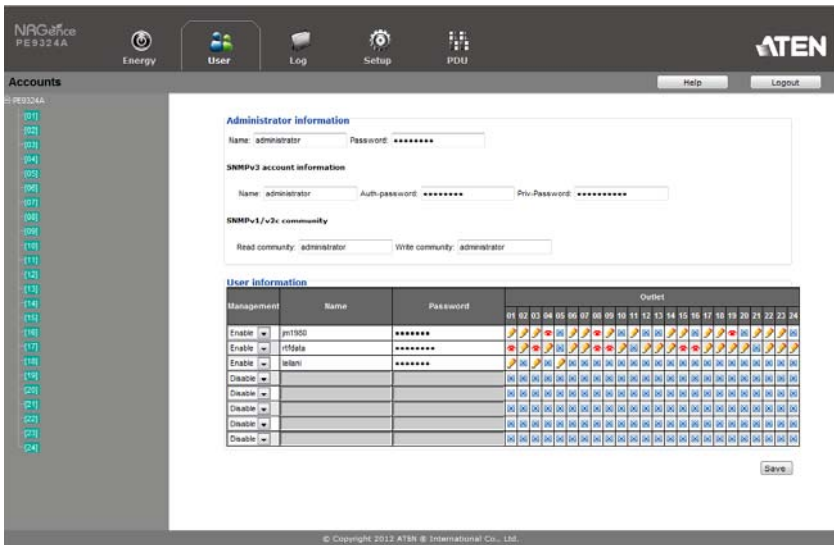 NRGence
PE9324A
Energy
User
Log
Setup
PDU
ATEN
Accounts
Help
Logout
PE9324A
[01]
[02]
[03]
[04]
[05]
[06]
[07]
[08]
[09]
[10]
[11]
[12]
[13]
[14]
[15]
[16]
[17]
[18]
[19]
[20]
[21]
[22]
[23]
[24]
Administrator information
Name: administrator Password: ••••••••
SNMPv3 account information
Name: administrator Auth-password: •••••••• Priv-Password: ••••••••••
SNMPv1/v2c community
Read community: administrator Write community: administrator
User information
Management Name Password Outlet
01 02 03 04 05 06 07 08 09 10 11 12 13 14 15 16 17 18 19 20 21 22 23 24
Enable jm1980 •••••••
Enable rtfdata •••••••••
Enable •••••••
Disable
Disable
Disable
Disable
Disable
Save
© Copyright 2012 ATEN ® International Co., Ltd.